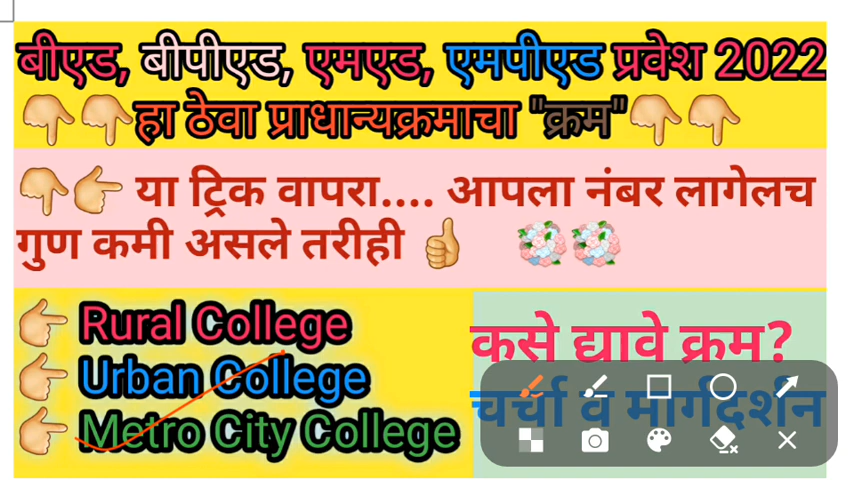 बीएड, बीपीएड, एमएड, एमपीएड प्रवेश 2022
हा ठेवा प्राधान्यक्रमाचा "क्रम"
या ट्रिक वापरा.... आपला नंबर लागेलच
गुण कमी असले तरीही
Rural College
Urban College
Metro City College
कसे द्यावे क्रम?
चर्चा व मार्गदर्शन